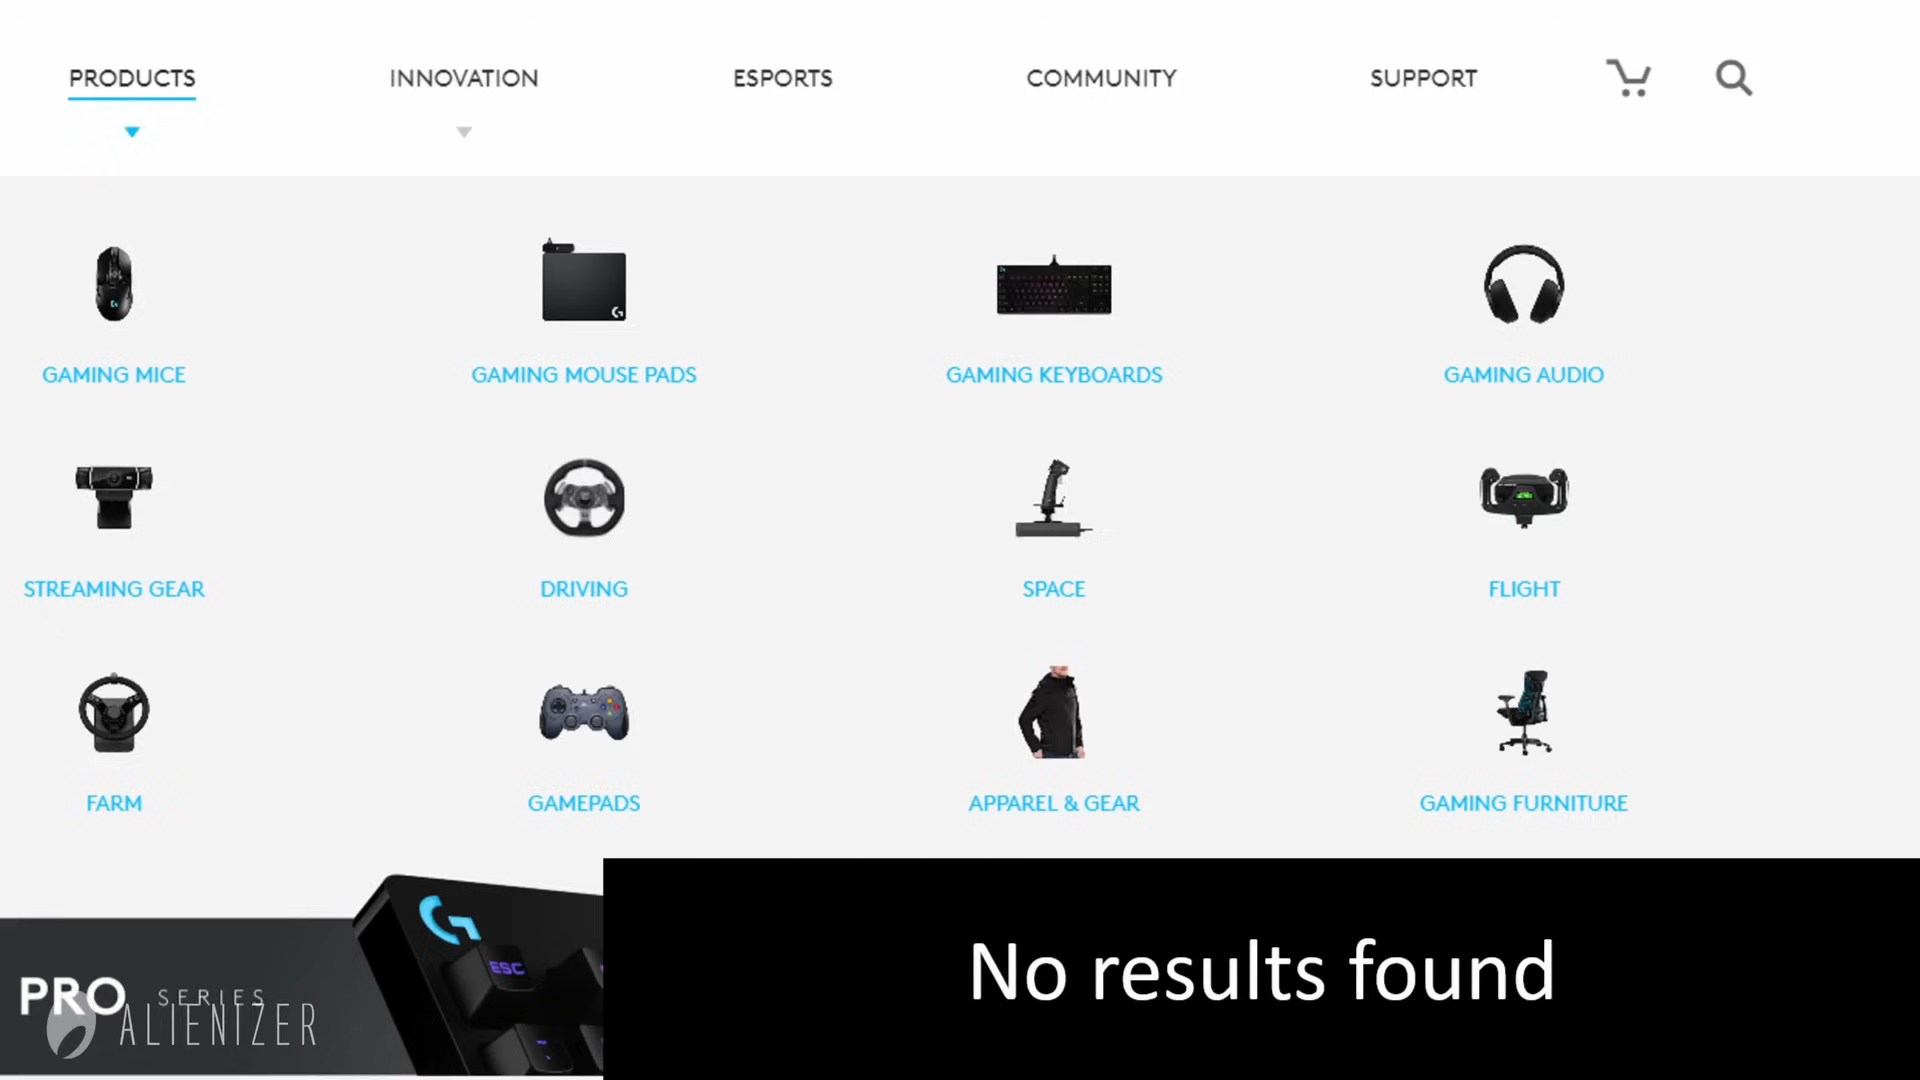 PRODUCTS INNOVATION ESPORTS COMMUNITY SUPPORT
GAMING MICE GAMING MOUSE PADS GAMING KEYBOARDS GAMING AUDIO
STREAMING GEAR DRIVING SPACE FLIGHT
FARM GAMEPADS APPAREL & GEAR GAMING FURNITURE
ESC
PRO SERIES
ALIENIZER
No results found